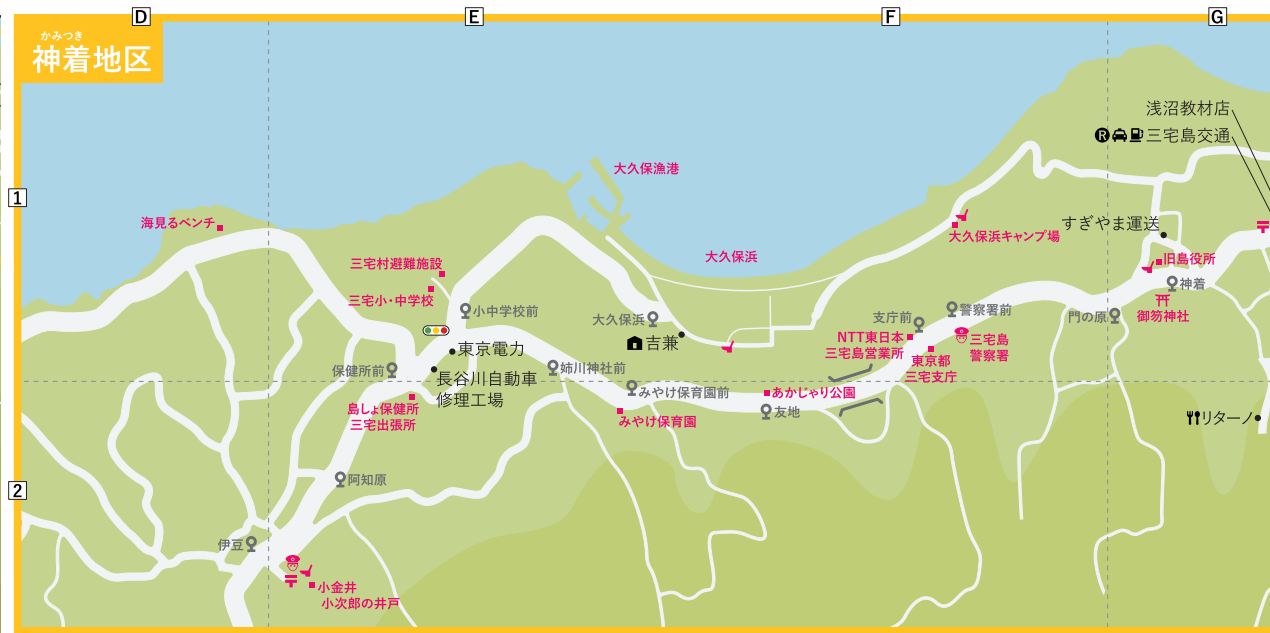 D
E
F
G
かみつき
神着地区
浅沼教材店
R
三宅島交通
大久保漁港
1
海見るベンチ
すぎやま運送
大久保浜キャンプ場
大久保浜
三宅村避難施設
旧島役所
三宅小・中学校
神着
小中学校前
大久保浜
支庁前
警察署前
門の原
御笏神社
吉兼
NTT東日本
三宅島営業所
三宅島
警察署
東京電力
東京都
三宅支庁
保健所前
姉川神社前
長谷川自動車
修理工場
みやけ保育園前
あかじゃり公園
島しょ保健所
三宅出張所
みやけ保育園
友地
リターノ
阿知原
2
伊豆
小金井
小次郎の井戸